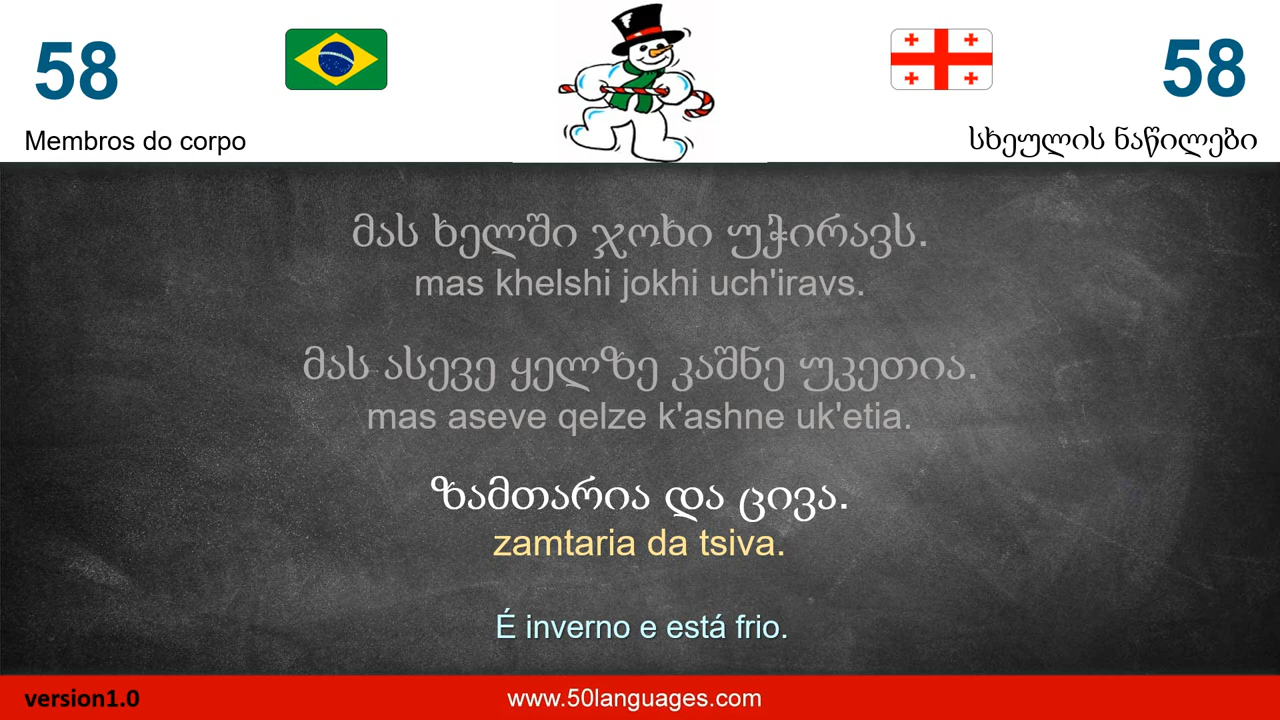 58
58
Membros do corpo
სხეულის ნაწილები
მას ხელში ჯოხი უჭირავს.
mas khelshi jokhi uch'iravs.
მას ასევე ყელზე კაშნე უკეთია.
mas aseve qelze k'ashne uk'etia.
ზამთარია და ცივა.
zamtaria da tsiva.
É inverno e está frio.
version1.0
www.50languages.com